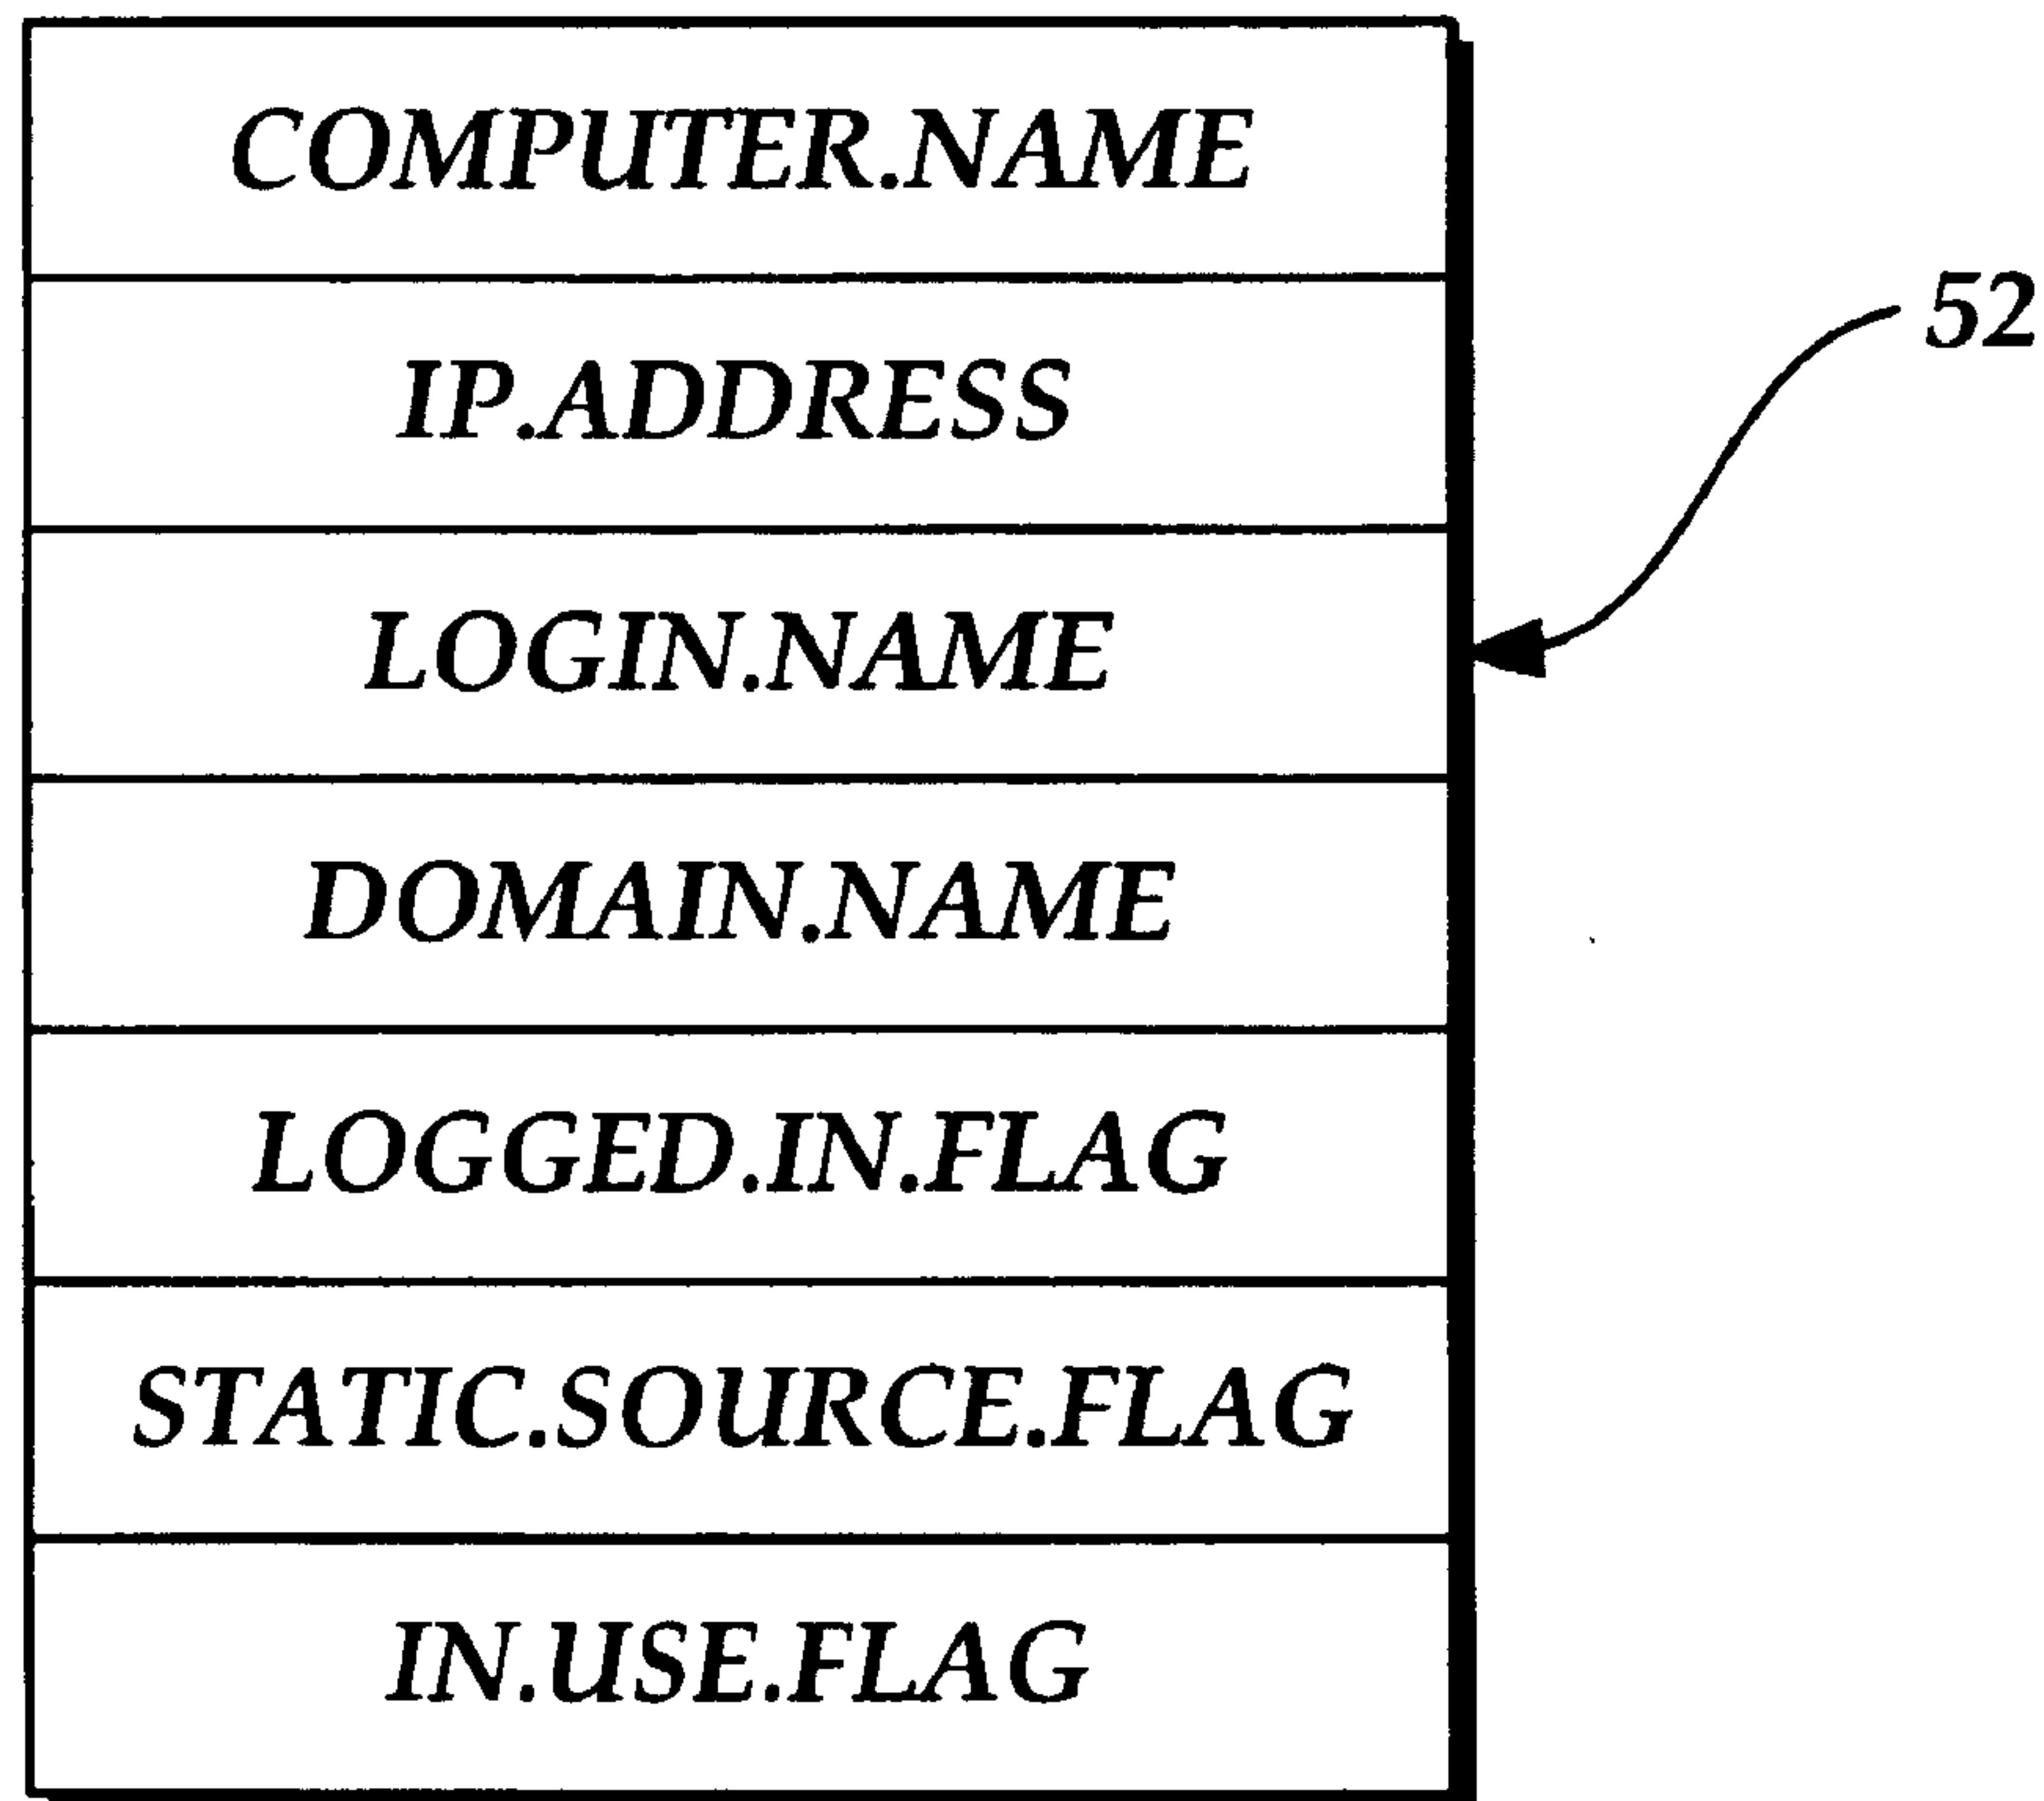 COMPUTER.NAME
IP.ADDRESS
52
LOGIN.NAME
DOMAIN.NAME
LOGGED.IN.FLAG
STATIC.SOURCE.FLAG
IN.USE.FLAG